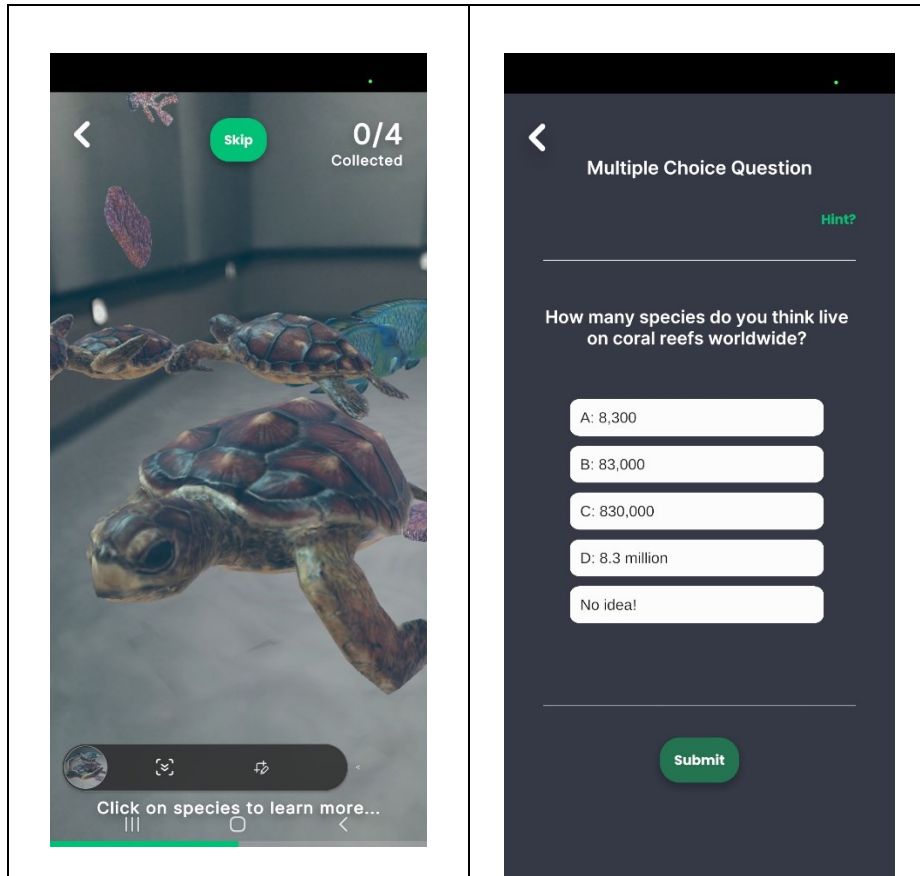 Skip
0/4
Collected
Click on species to learn more...
Multiple Choice Question
Hint?
How many species do you think live
on coral reefs worldwide?
A: 8,300
B: 83,000
C: 830,000
D: 8.3 million
No idea!
Submit